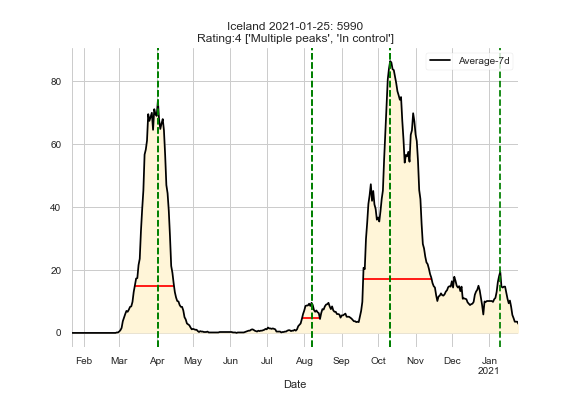 Iceland 2021-01-25: 5990
Rating:4 ['Multiple peaks', 'In control']
Average-7d
80
60
40
20
0
Feb Mar Apr May Jun Jul Aug Sep Oct Nov Dec Jan
2021
Date